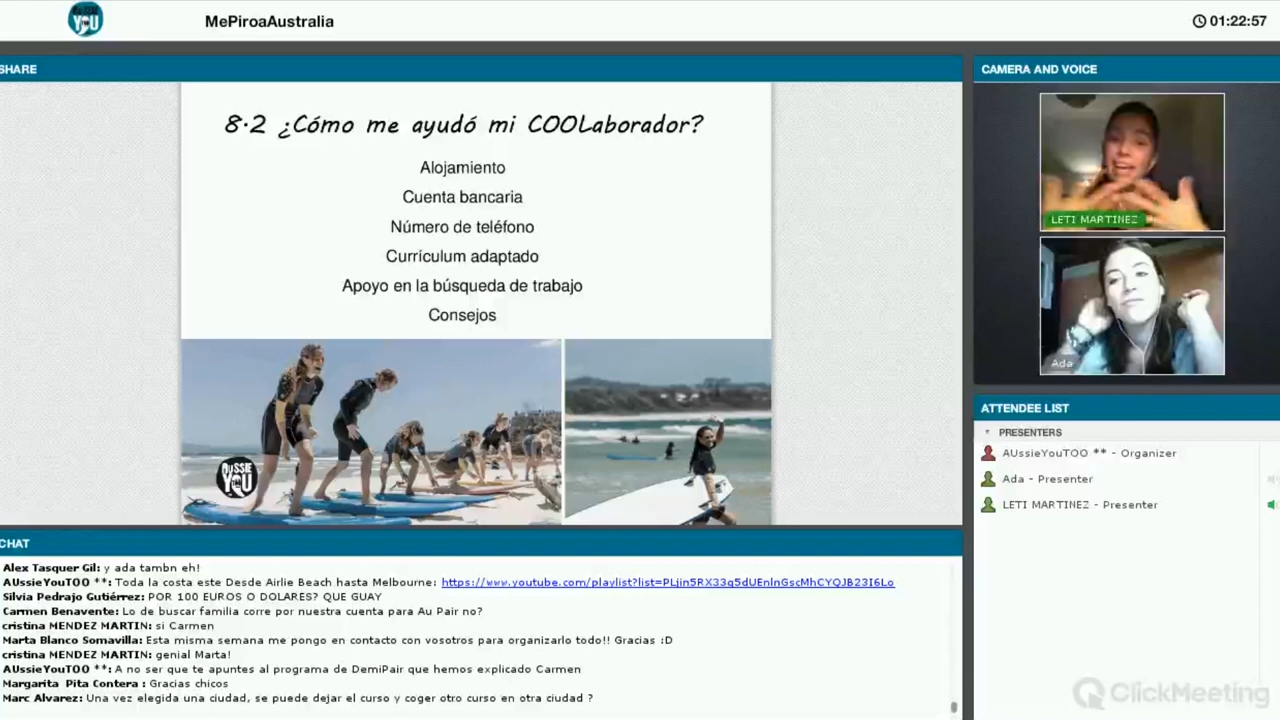 AUSSIE
YOU
MePiroaAustralia
01:22:57
SHARE
8.2 ¿Cómo me ayudó mi COOLaborador?
Alojamiento
Cuenta bancaria
Número de teléfono
Currículum adaptado
Apoyo en la búsqueda de trabajo
Consejos
AUSSIE
YOU
CAMERA AND VOICE
LETI MARTINEZ
Ada
ATTENDEE LIST
PRESENTERS
AUssieYouTOO ** - Organizer
Ada - Presenter
LETI MARTINEZ - Presenter
CHAT
Alex Tasquer Gil: y ada tambn eh!
AUssieYouTOO **: Toda la costa este Desde Airlie Beach hasta Melbourne: https://www.youtube.com/playlist?list=PLjin5RX33q5dUEnlnGscMhCYQJB23I6Lo
Silvia Pedrajo Gutiérrez: POR 100 EUROS O DOLARES? QUE GUAY
Carmen Benavente: Lo de buscar familia corre por nuestra cuenta para Au Pair no?
cristina MENDEZ MARTIN: si Carmen
Marta Blanco Somavilla: Esta misma semana me pongo en contacto con vosotros para organizarlo todo!! Gracias :D
cristina MENDEZ MARTIN: genial Marta!
AUssieYouTOO **: A no ser que te apuntes al programa de DemiPair que hemos explicado Carmen
Margarita Pita Contera : Gracias chicos
Marc Alvarez: Una vez elegida una ciudad, se puede dejar el curso y coger otro curso en otra ciudad ?
ClickMeeting